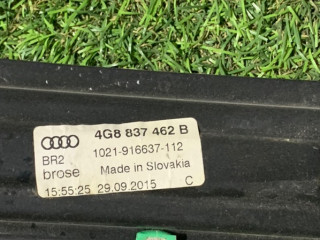 4G8 837 462 B
BR2 1021-916637-112
brose Made in Slovakia
15:55:25 29.09.2015 C